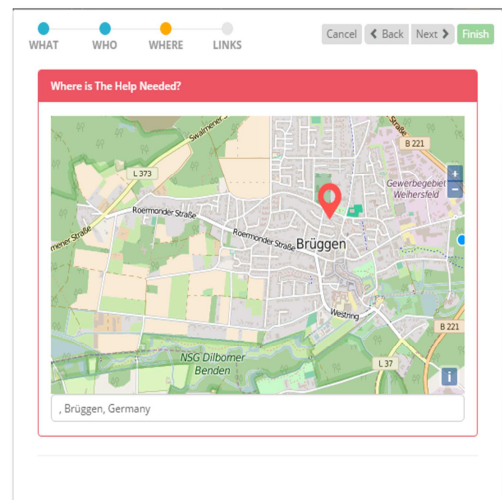 WHAT WHO WHERE LINKS
Cancel Back Next Finish
Where is The Help Needed?
Swalmener Straße
B 221
L 373
Gewerbegebiet
Weihersfeld
+
−
Roermonder Straße
Roermonder Straße
Brüggen
Westring
B 221
NSG Dilborner
Benden
L 37
i
, Brüggen, Germany